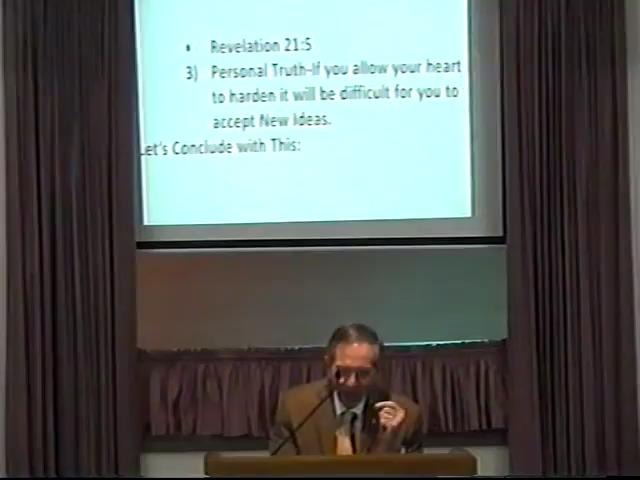 • Revelation 21:5
3) Personal Truth-If you allow your heart
to harden it will be difficult for you to
accept New Ideas.
Let's Conclude with This: